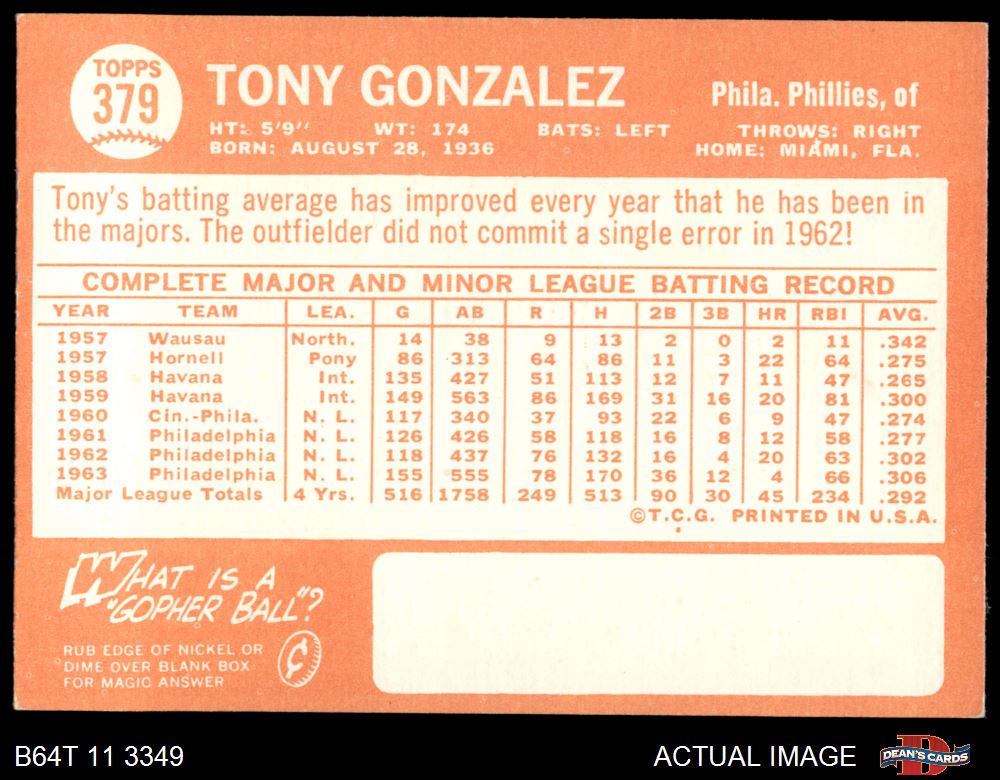 TOPPS
379
TONY GONZALEZ
Phila. Phillies, of
HT: 5'9" WT: 174 BATS: LEFT THROWS: RIGHT
BORN: AUGUST 28, 1936 HOME: MIAMI, FLA.
Tony's batting average has improved every year that he has been in
the majors. The outfielder did not commit a single error in 1962!
COMPLETE MAJOR AND MINOR LEAGUE BATTING RECORD
YEAR TEAM LEA. G AB R H 2B 3B HR RBI AVG.
1957 Wausau North. 14 38 9 13 2 0 2 11 .342
1957 Hornell Pony 86 313 64 86 11 3 22 64 .275
1958 Havana Int. 135 427 51 113 12 7 11 47 .265
1959 Havana Int. 149 563 86 169 31 16 20 81 .300
1960 Cin.-Phila. N. L. 117 340 37 93 22 6 9 47 .274
1961 Philadelphia N. L. 126 426 58 118 16 8 12 58 .277
1962 Philadelphia N. L. 118 437 76 132 16 4 20 63 .302
1963 Philadelphia N. L. 155 555 78 170 36 12 4 66 .306
Major League Totals 4 Yrs. 516 1758 249 513 90 30 45 234 .292
©T.C.G. PRINTED IN U.S.A.
WHAT IS A
"GOPHER BALL"?
RUB EDGE OF NICKEL OR
DIME OVER BLANK BOX
FOR MAGIC ANSWER
¢
B64T 11 3349
ACTUAL IMAGE
D
DEAN'S CARDS